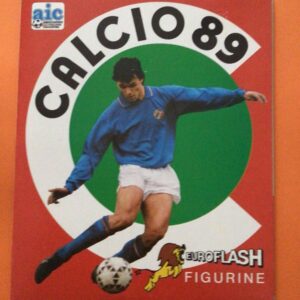 aic
CALCIO 89
EUROFLASH
FIGURINE